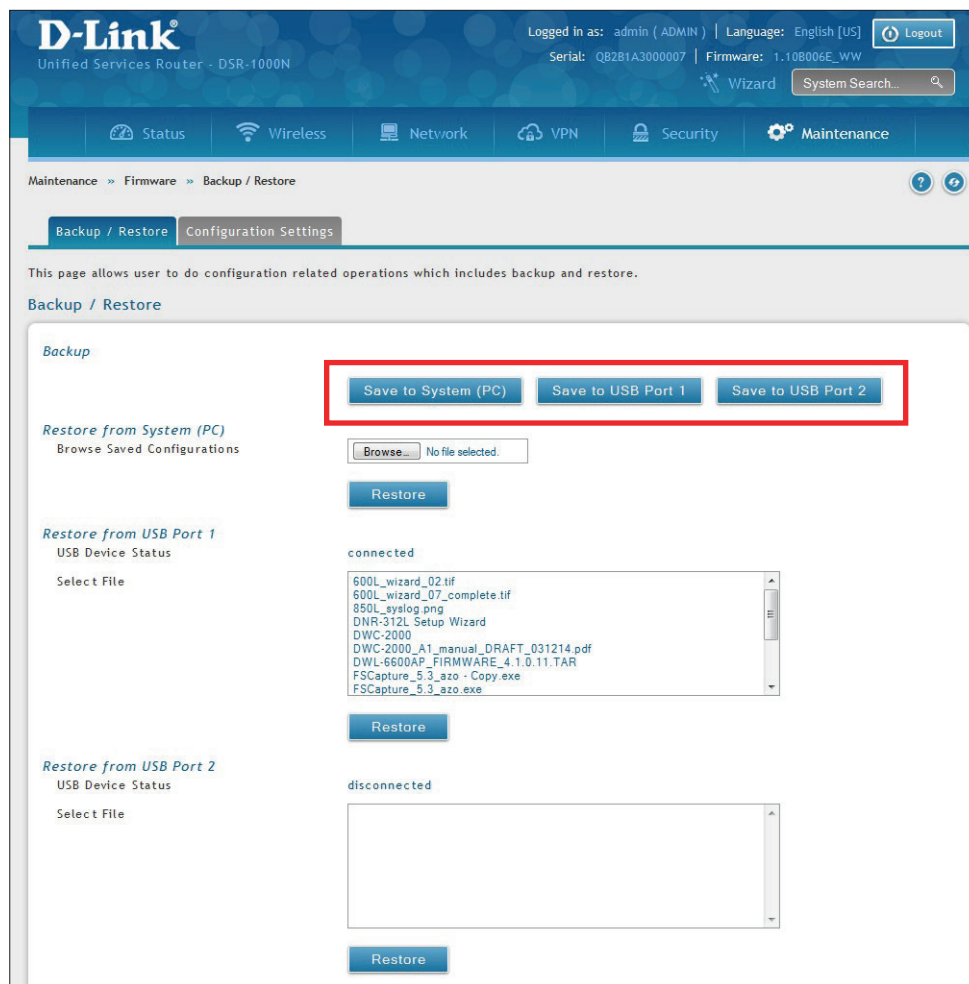 D-Link®
Unified Services Router - DSR-1000N
Logged in as: admin ( ADMIN ) | Language: English [US]
Logout
Serial: QB2B1A3000007 | Firmware: 1.10B006E_WW
Wizard
System Search...
Status
Wireless
Network
VPN
Security
Maintenance
Maintenance » Firmware » Backup / Restore
?
Backup / Restore
Configuration Settings
This page allows user to do configuration related operations which includes backup and restore.
Backup / Restore
Backup
Save to System (PC)
Save to USB Port 1
Save to USB Port 2
Restore from System (PC)
Browse Saved Configurations
Browse... No file selected.
Restore
Restore from USB Port 1
USB Device Status
connected
Select File
600L_wizard_02.tif
600L_wizard_07_complete.tif
850L_syslog.png
DNR-312L Setup Wizard
DWC-2000
DWC-2000_A1_manual_DRAFT_031214.pdf
DWL-6600AP_FIRMWARE_4.1.0.11.TAR
FSCapture_5.3_azo - Copy.exe
FSCapture_5.3_azo.exe
Restore
Restore from USB Port 2
USB Device Status
disconnected
Select File
Restore